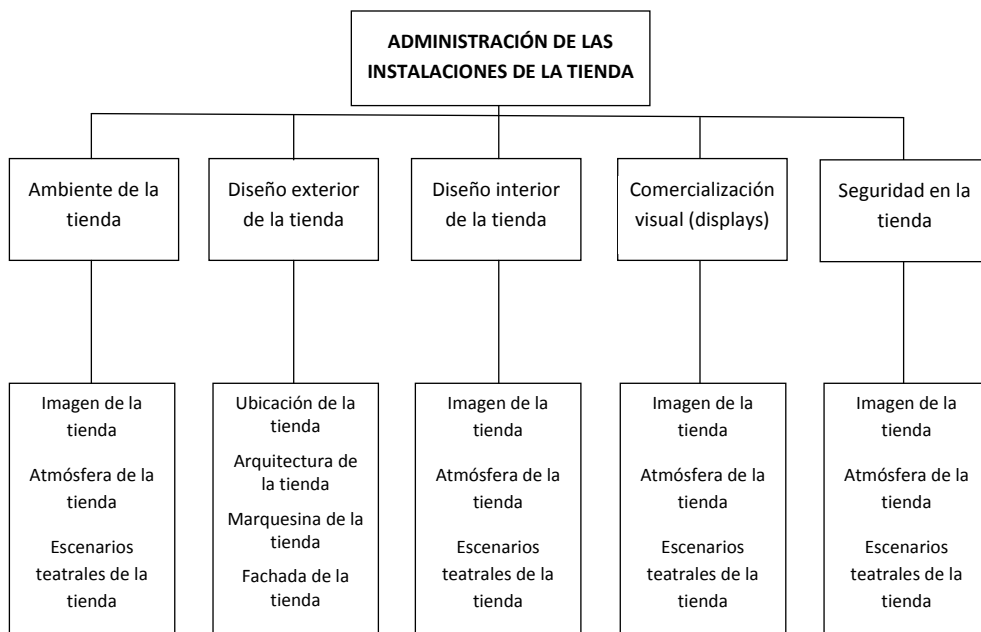 ADMINISTRACIÓN DE LAS
INSTALACIONES DE LA TIENDA
Ambiente de la
tienda
Diseño exterior
de la tienda
Diseño interior
de la tienda
Comercialización
visual (displays)
Seguridad en la
tienda
Imagen de la
tienda
Atmósfera de la
tienda
Escenarios
teatrales de la
tienda
Ubicación de la
tienda
Arquitectura de
la tienda
Marquesina de la
tienda
Fachada de la
tienda
Imagen de la
tienda
Atmósfera de la
tienda
Escenarios
teatrales de la
tienda
Imagen de la
tienda
Atmósfera de la
tienda
Escenarios
teatrales de la
tienda
Imagen de la
tienda
Atmósfera de la
tienda
Escenarios
teatrales de la
tienda